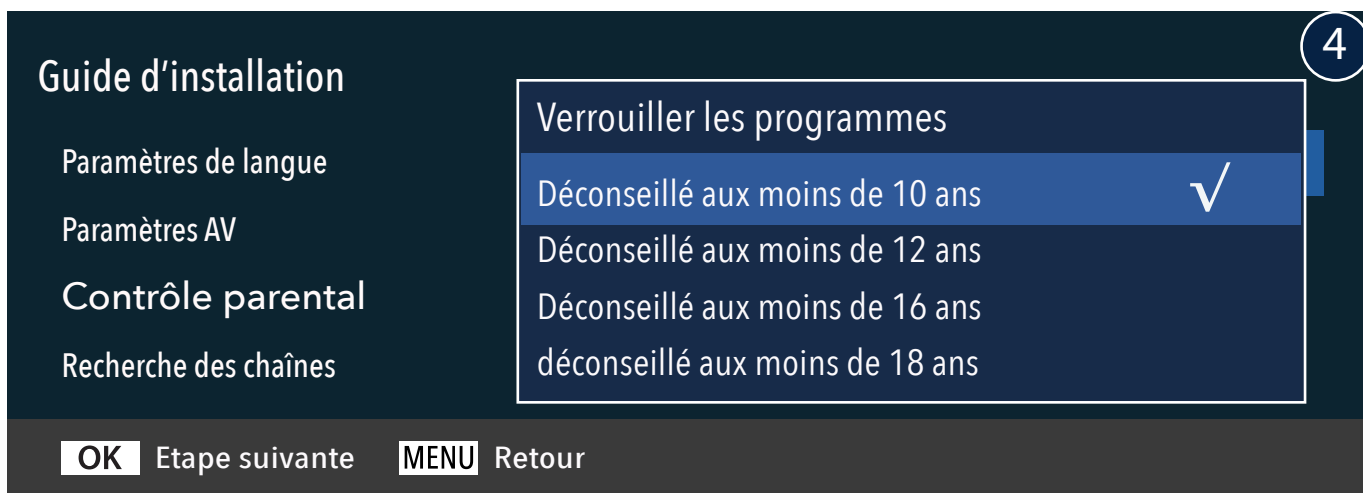 4
Guide d’installation
Paramètres de langue
Paramètres AV
Contrôle parental
Recherche des chaînes
Verrouiller les programmes
Déconseillé aux moins de 10 ans √
Déconseillé aux moins de 12 ans
Déconseillé aux moins de 16 ans
déconseillé aux moins de 18 ans
OK Etape suivante MENU Retour